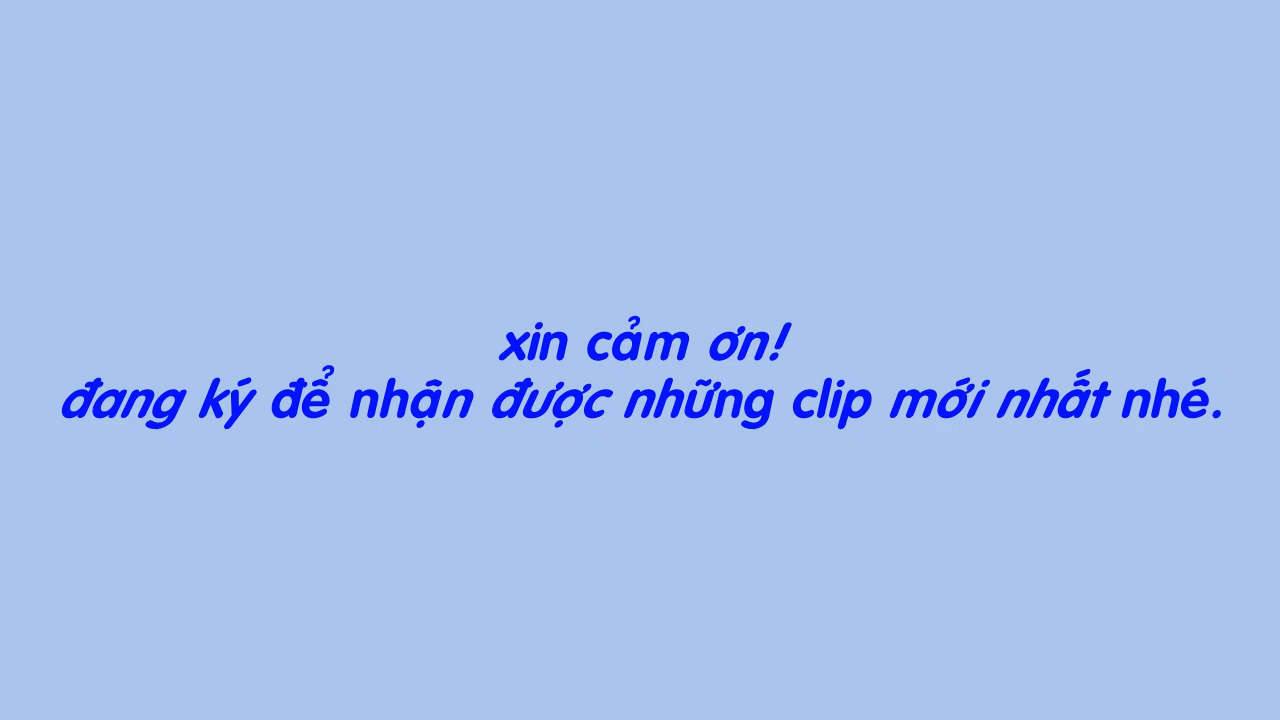 xin cảm ơn!
đang ký để nhận được những clip mới nhất nhé.